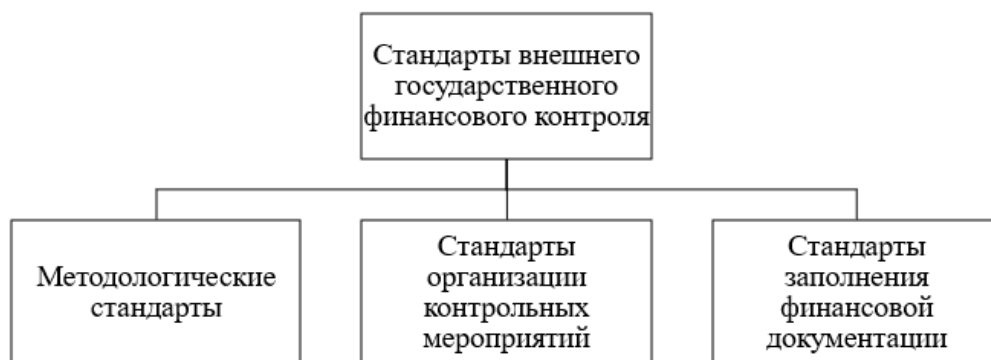 Стандарты внешнего
государственного
финансового контроля
Методологические
стандарты
Стандарты
организации
контрольных
мероприятий
Стандарты
заполнения
финансовой
документации